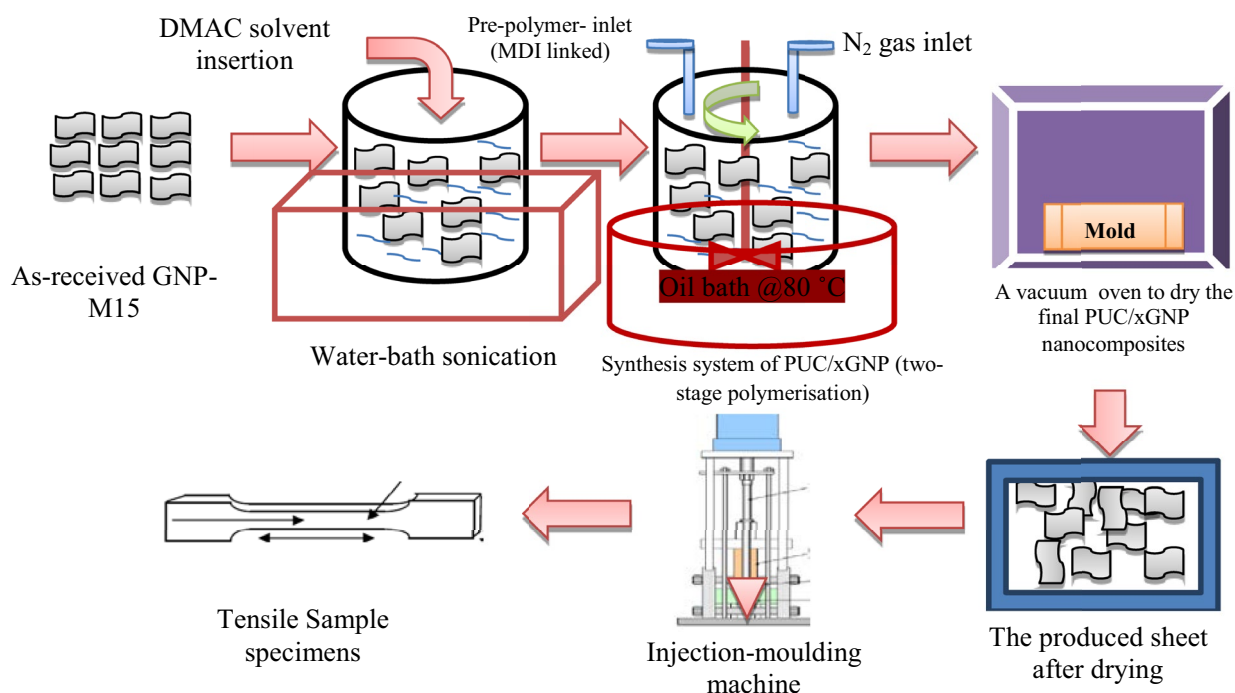 DMAC solvent
insertion
Pre-polymer- inlet
(MDI linked)
N₂ gas inlet
As-received GNP-
M15
Water-bath sonication
Oil bath @80 ˚C
Synthesis system of PUC/xGNP (two-
stage polymerisation)
Mold
A vacuum oven to dry the
final PUC/xGNP
nanocomposites
The produced sheet
after drying
Injection-moulding
machine
Tensile Sample
specimens